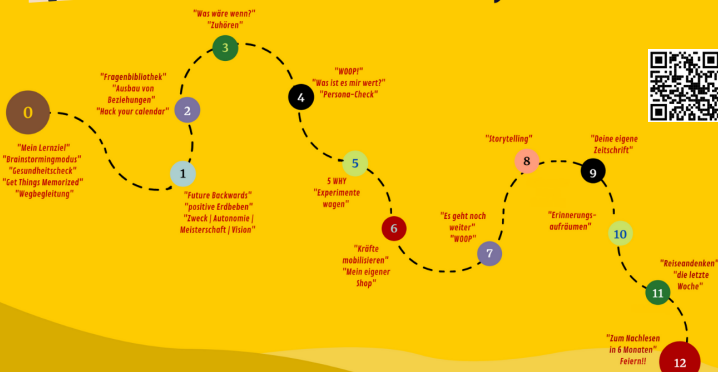 0
"Mein Lernziel"
"Brainstormingmodus"
"Gesundheitscheck"
"Get Things Memorized"
"Wegbegleitung"
1
"Future Backwords"
"positive Erdbeben"
"Zweck | Autonomie |
Meisterschaft | Vision"
2
"Fragenbibliothek"
"Ausbau von
Beziehungen"
"Hack your calendar"
3
"Was wäre wenn?"
"Zuhören"
4
"WOOP!"
"Was ist es mir wert?"
"Persona-Check"
5
5 WHY
"Experimente
wagen"
6
"Kräfte
mobilisieren"
"Mein eigener
Shop"
7
"Es geht noch
weiter"
"WOOP"
8
"Storytelling"
9
"Deine eigene
Zeitschrift"
10
"Erinnerungs-
aufräumen"
11
"Reiseandenken"
"die letzte
Woche"
12
"Zum Nachlesen
in 6 Monaten"
Feiern!!